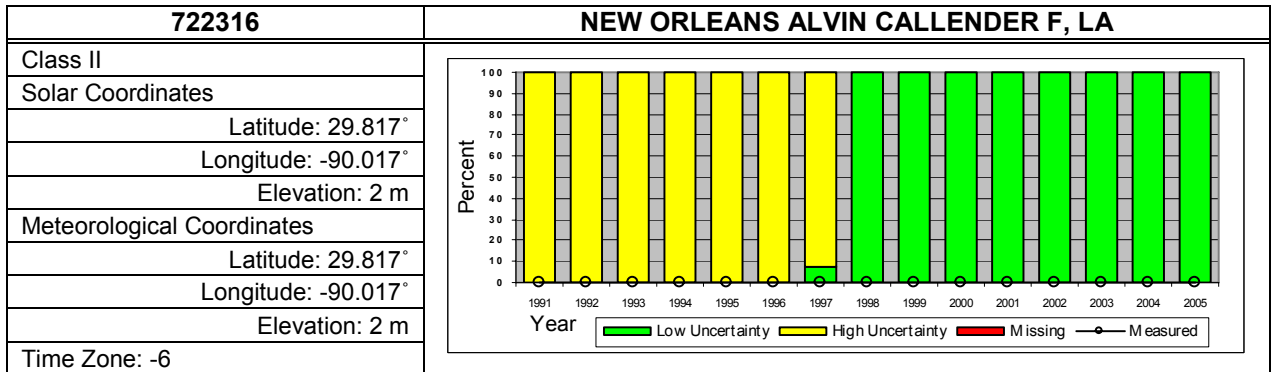 722316
NEW ORLEANS ALVIN CALLENDER F, LA
Class II
Solar Coordinates
Latitude: 29.817˚
Longitude: -90.017˚
Elevation: 2 m
Meteorological Coordinates
Latitude: 29.817˚
Longitude: -90.017˚
Elevation: 2 m
Time Zone: -6
Percent
100
90
80
70
60
50
40
30
20
10
0
1991 1992 1993 1994 1995 1996 1997 1998 1999 2000 2001 2002 2003 2004 2005
Year
Low Uncertainty High Uncertainty Missing Measured